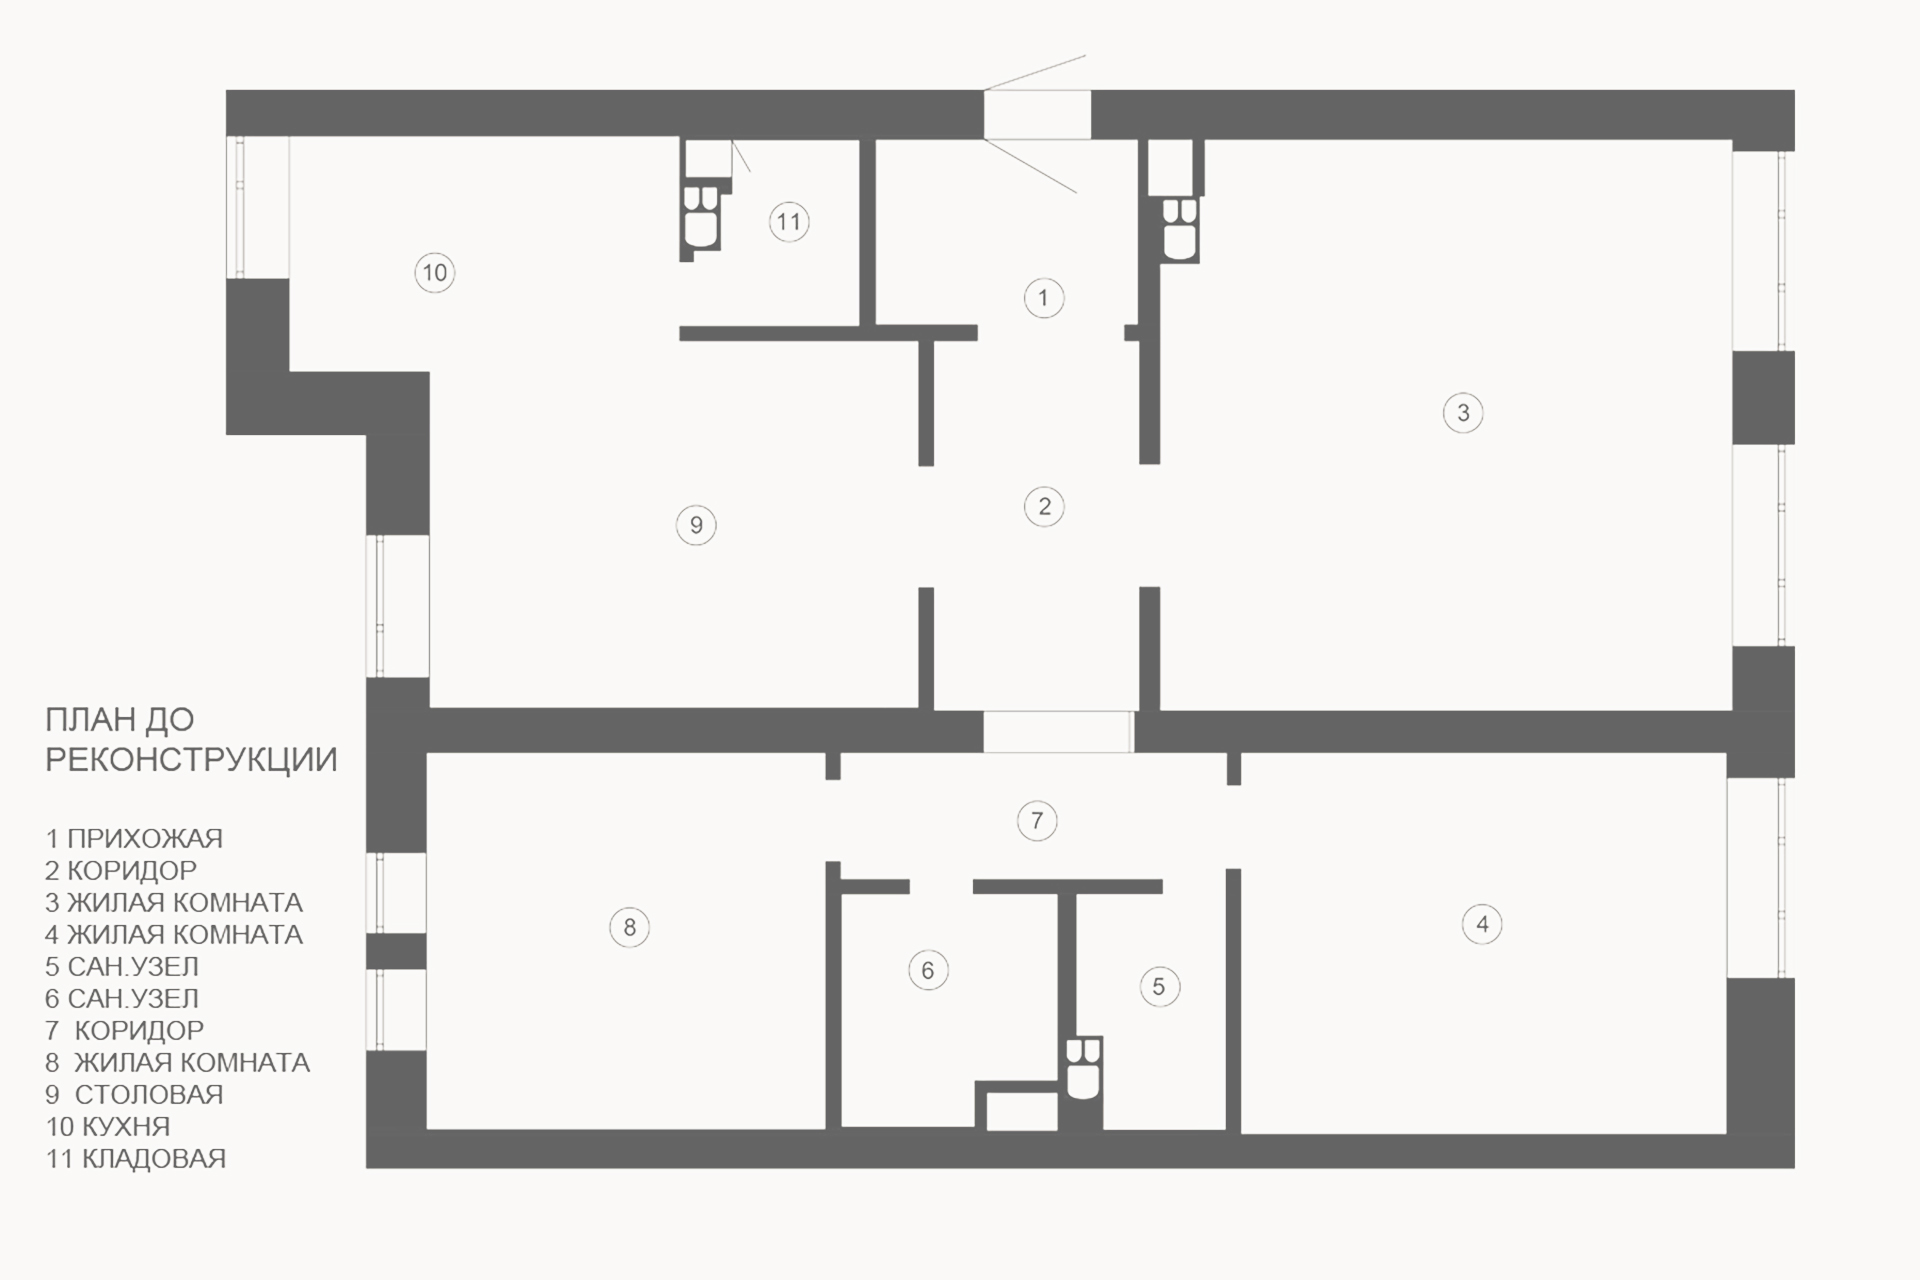 11
10
1
3
2
9
7
8
4
6
5
ПЛАН ДО
РЕКОНСТРУКЦИИ
1 ПРИХОЖАЯ
2 КОРИДОР
3 ЖИЛАЯ КОМНАТА
4 ЖИЛАЯ КОМНАТА
5 САН.УЗЕЛ
6 САН.УЗЕЛ
7 КОРИДОР
8 ЖИЛАЯ КОМНАТА
9 СТОЛОВАЯ
10 КУХНЯ
11 КЛАДОВАЯ